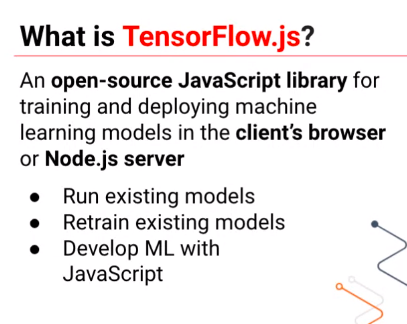 What is TensorFlow.js?
An open-source JavaScript library for
training and deploying machine
learning models in the client's browser
or Node.js server
● Run existing models
● Retrain existing models
● Develop ML with
JavaScript